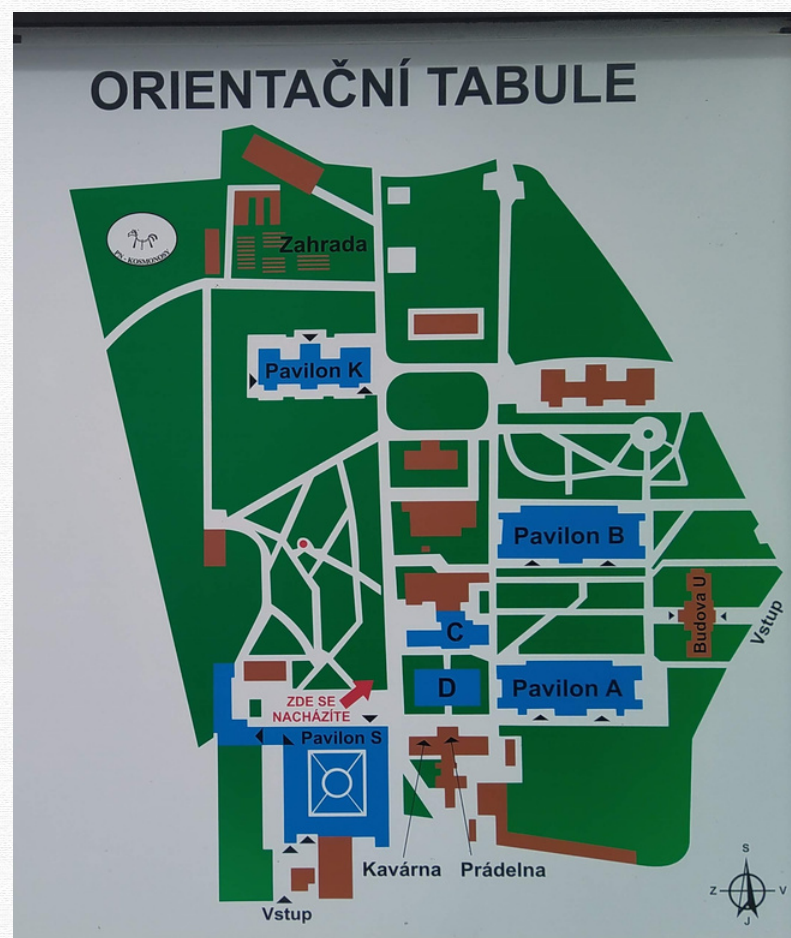 ORIENTAČNÍ TABULE
PN - KOSMONOSY
Zahrada
Pavilon K
Pavilon B
Budova U
Vstup
C
D
Pavilon A
ZDE SE
NACHÁZÍTE
Pavilon S
Kavárna
Prádelna
Vstup
S
Z
V
J